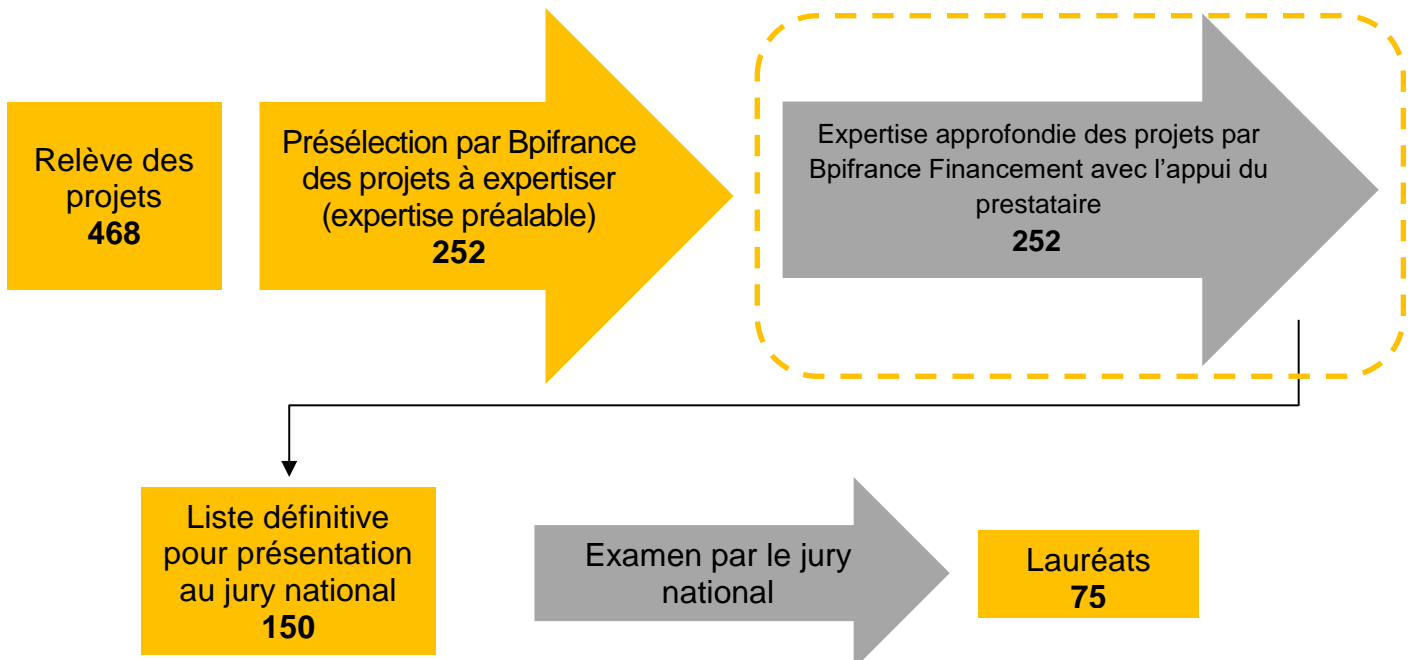 Relève des
projets
468
Présélection par Bpifrance
des projets à expertiser
(expertise préalable)
252
Expertise approfondie des projets par
Bpifrance Financement avec l’appui du
prestataire
252
Liste définitive
pour présentation
au jury national
150
Examen par le jury
national
Lauréats
75